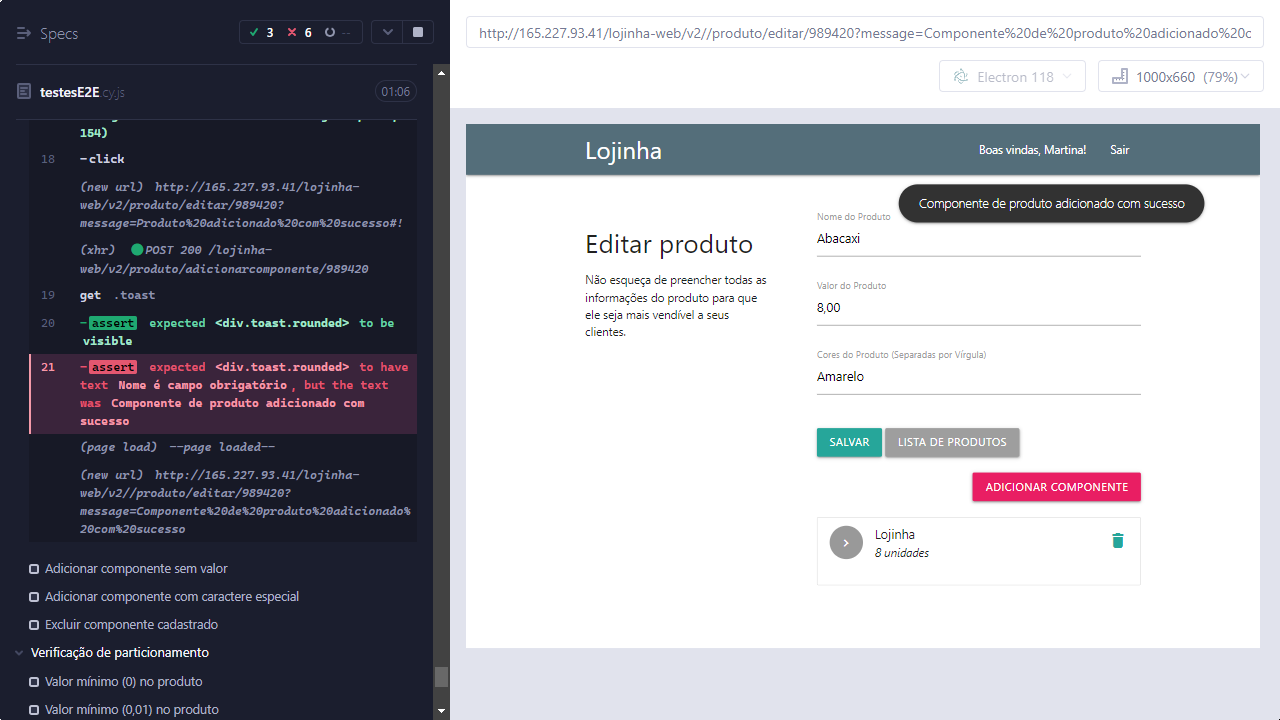 Specs
3
6
--
testesE2E.cy.js
01:06
154)
18 -click
(new url) http://165.227.93.41/lojinha-
web/v2/produto/editar/989420?
message=Produto%20adicionado%20com%20sucesso#!
(xhr) POST 200 /lojinha-
web/v2/produto/adicionarcomponente/989420
19 get .toast
20 -assert expected <div.toast.rounded> to be
visible
21 -assert expected <div.toast.rounded> to have
text Nome é campo obrigatório, but the text
was Componente de produto adicionado com
sucesso
(page load) --page loaded--
(new url) http://165.227.93.41/lojinha-
web/v2//produto/editar/989420?
message=Componente%20de%20produto%20adicionado%
20com%20sucesso
Adicionar componente sem valor
Adicionar componente com caractere especial
Excluir componente cadastrado
Verificação de particionamento
Valor mínimo (0) no produto
Valor mínimo (0,01) no produto
http://165.227.93.41/lojinha-web/v2//produto/editar/989420?message=Componente%20de%20produto%20adicionado%20c
Electron 118
1000x660 (79%)
Lojinha
Boas vindas, Martina!
Sair
Componente de produto adicionado com sucesso
Editar produto
Não esqueça de preencher todas as
informações do produto para que
ele seja mais vendível a seus
clientes.
Nome do Produto
Abacaxi
Valor do Produto
8,00
Cores do Produto (Separadas por Vírgula)
Amarelo
SALVAR
LISTA DE PRODUTOS
ADICIONAR COMPONENTE
Lojinha
8 unidades